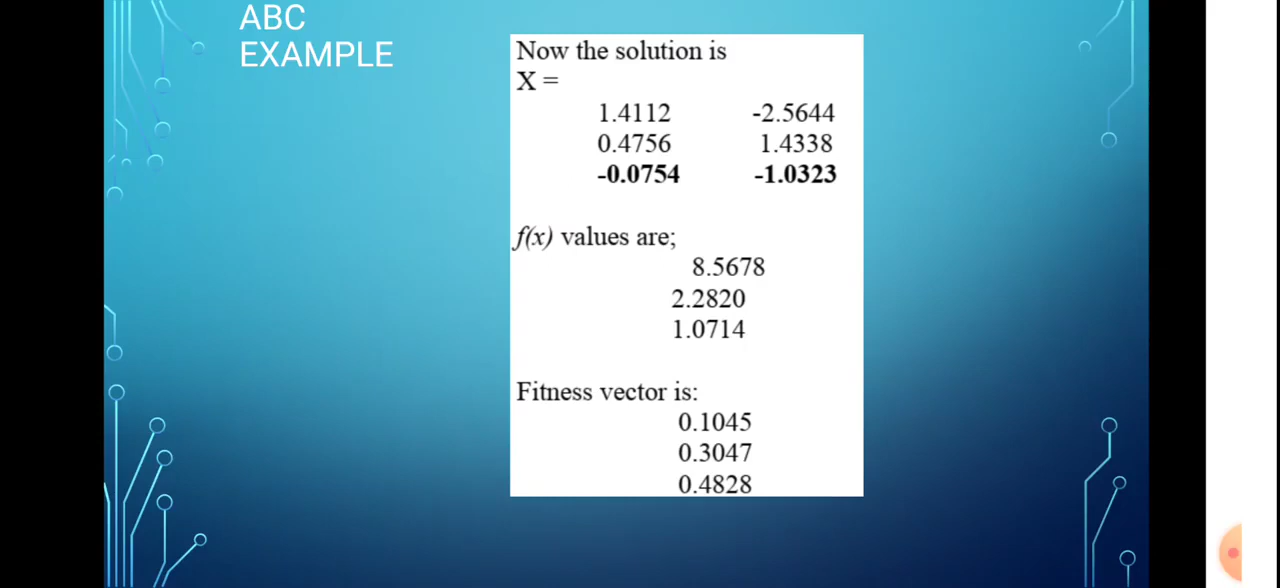 ABC
EXAMPLE
Now the solution is
X =
1.4112 -2.5644
0.4756 1.4338
-0.0754 -1.0323
f(x) values are;
8.5678
2.2820
1.0714
Fitness vector is:
0.1045
0.3047
0.4828